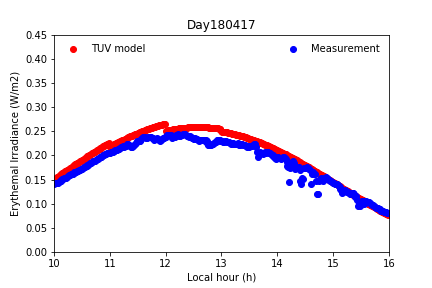 Day180417
TUV model
Measurement
Erythemal Irradiance (W/m2)
0.45
0.40
0.35
0.30
0.25
0.20
0.15
0.10
0.05
0.00
10 11 12 13 14 15 16
Local hour (h)